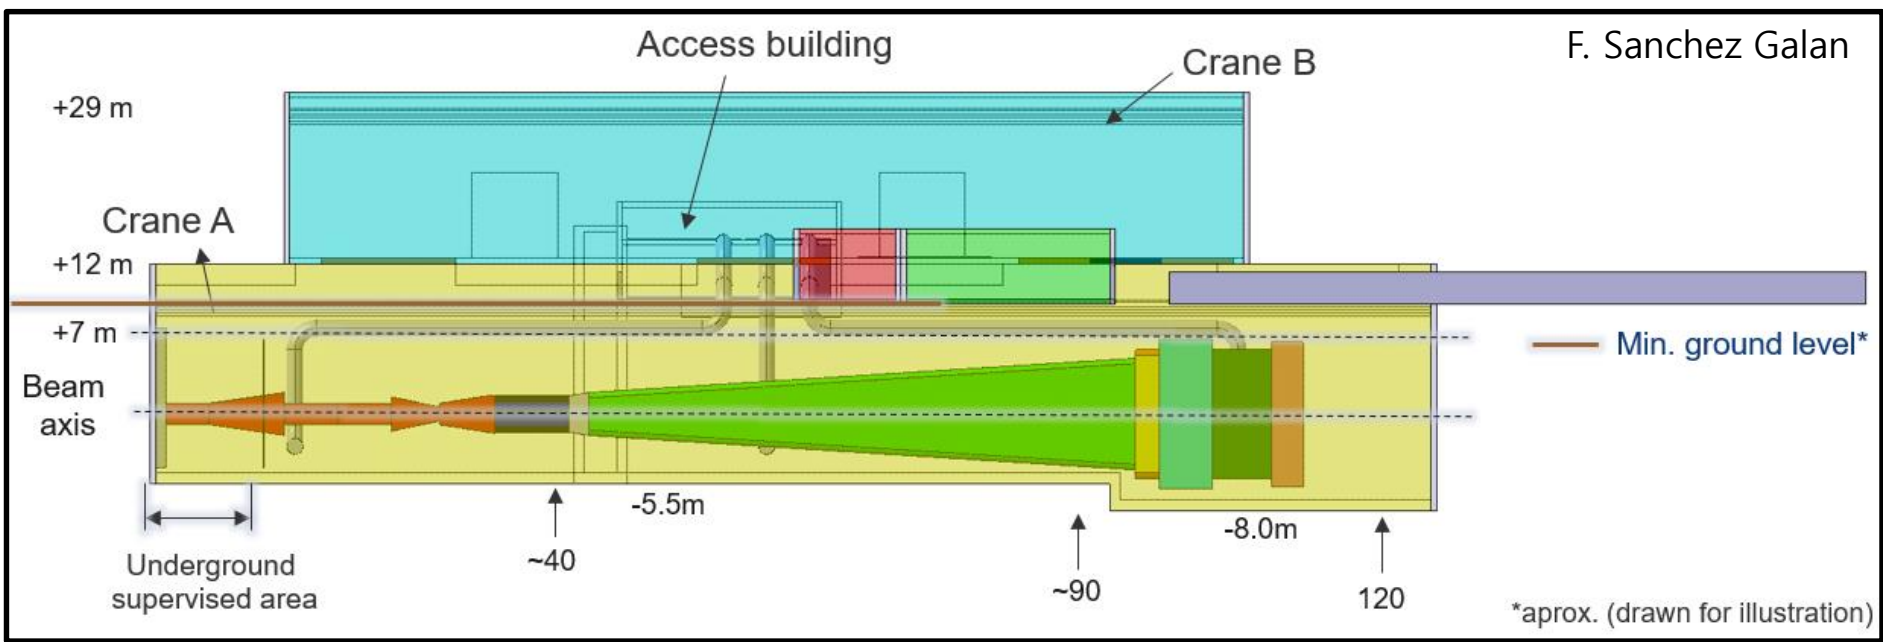 F. Sanchez Galan
Access building
Crane B
+29 m
Crane A
+12 m
+7 m
Min. ground level*
Beam
axis
-5.5m
-8.0m
~40
Underground
supervised area
~90
120
*aprox. (drawn for illustration)